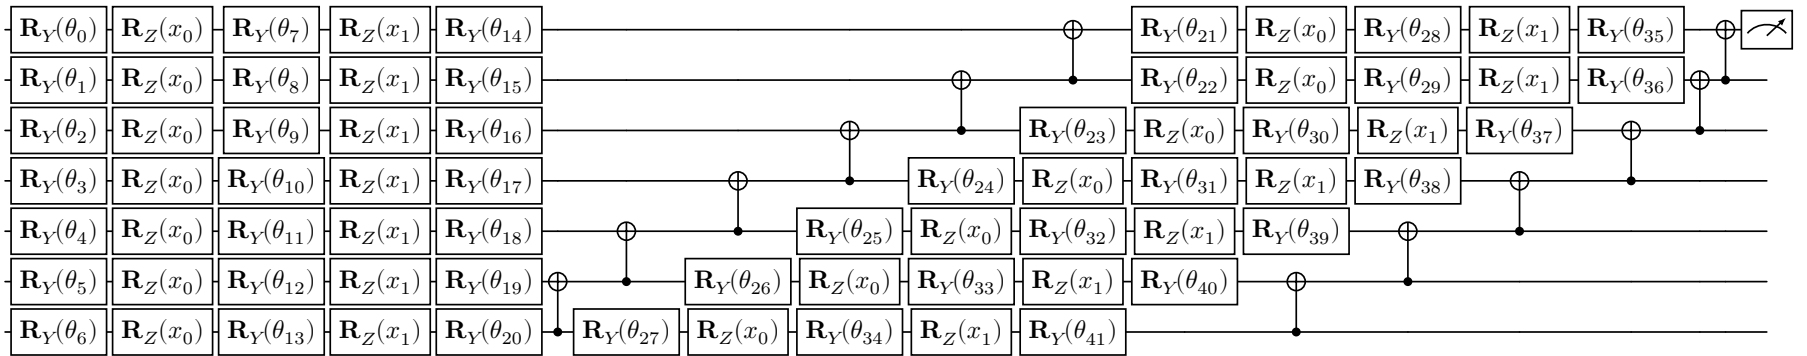 R_Y(θ_0) R_Z(x_0) R_Y(θ_7) R_Z(x_1) R_Y(θ_14) R_Y(θ_21) R_Z(x_0) R_Y(θ_28) R_Z(x_1) R_Y(θ_35)
R_Y(θ_1) R_Z(x_0) R_Y(θ_8) R_Z(x_1) R_Y(θ_15) R_Y(θ_22) R_Z(x_0) R_Y(θ_29) R_Z(x_1) R_Y(θ_36)
R_Y(θ_2) R_Z(x_0) R_Y(θ_9) R_Z(x_1) R_Y(θ_16) R_Y(θ_23) R_Z(x_0) R_Y(θ_30) R_Z(x_1) R_Y(θ_37)
R_Y(θ_3) R_Z(x_0) R_Y(θ_10) R_Z(x_1) R_Y(θ_17) R_Y(θ_24) R_Z(x_0) R_Y(θ_31) R_Z(x_1) R_Y(θ_38)
R_Y(θ_4) R_Z(x_0) R_Y(θ_11) R_Z(x_1) R_Y(θ_18) R_Y(θ_25) R_Z(x_0) R_Y(θ_32) R_Z(x_1) R_Y(θ_39)
R_Y(θ_5) R_Z(x_0) R_Y(θ_12) R_Z(x_1) R_Y(θ_19) R_Y(θ_26) R_Z(x_0) R_Y(θ_33) R_Z(x_1) R_Y(θ_40)
R_Y(θ_6) R_Z(x_0) R_Y(θ_13) R_Z(x_1) R_Y(θ_20) R_Y(θ_27) R_Z(x_0) R_Y(θ_34) R_Z(x_1) R_Y(θ_41)